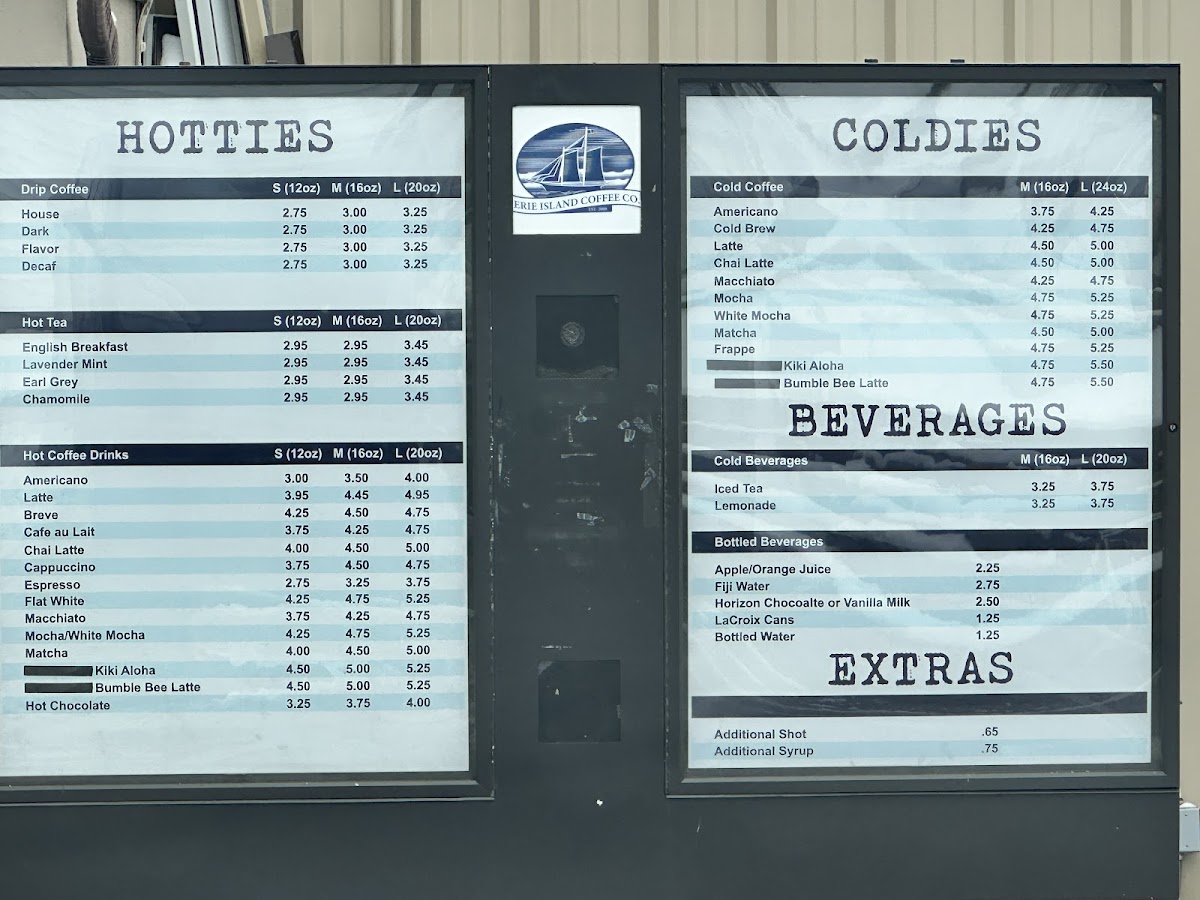 HOTTIES
Drip Coffee S (12oz) M (16oz) L (20oz)
House 2.75 3.00 3.25
Dark 2.75 3.00 3.25
Flavor 2.75 3.00 3.25
Decaf 2.75 3.00 3.25
Hot Tea S (12oz) M (16oz) L (20oz)
English Breakfast 2.95 2.95 3.45
Lavender Mint 2.95 2.95 3.45
Earl Grey 2.95 2.95 3.45
Chamomile 2.95 2.95 3.45
Hot Coffee Drinks S (12oz) M (16oz) L (20oz)
Americano 3.00 3.50 4.00
Latte 3.95 4.45 4.95
Breve 4.25 4.50 4.75
Cafe au Lait 3.75 4.25 4.75
Chai Latte 4.00 4.50 5.00
Cappuccino 3.75 4.50 4.75
Espresso 2.75 3.25 3.75
Flat White 4.25 4.75 5.25
Macchiato 3.75 4.25 4.75
Mocha/White Mocha 4.25 4.75 5.25
Matcha 4.00 4.50 5.00
Kiki Aloha 4.50 5.00 5.25
Bumble Bee Latte 4.50 5.00 5.25
Hot Chocolate 3.25 3.75 4.00
ERIE ISLAND COFFEE CO.
COLDIES
Cold Coffee M (16oz) L (24oz)
Americano 3.75 4.25
Cold Brew 4.25 4.75
Latte 4.50 5.00
Chai Latte 4.50 5.00
Macchiato 4.25 4.75
Mocha 4.75 5.25
White Mocha 4.75 5.25
Matcha 4.50 5.00
Frappe 4.75 5.25
Kiki Aloha 4.75 5.50
Bumble Bee Latte 4.75 5.50
BEVERAGES
Cold Beverages M (16oz) L (20oz)
Iced Tea 3.25 3.75
Lemonade 3.25 3.75
Bottled Beverages
Apple/Orange Juice 2.25
Fiji Water 2.75
Horizon Chocoalte or Vanilla Milk 2.50
LaCroix Cans 1.25
Bottled Water 1.25
EXTRAS
Additional Shot .65
Additional Syrup .75